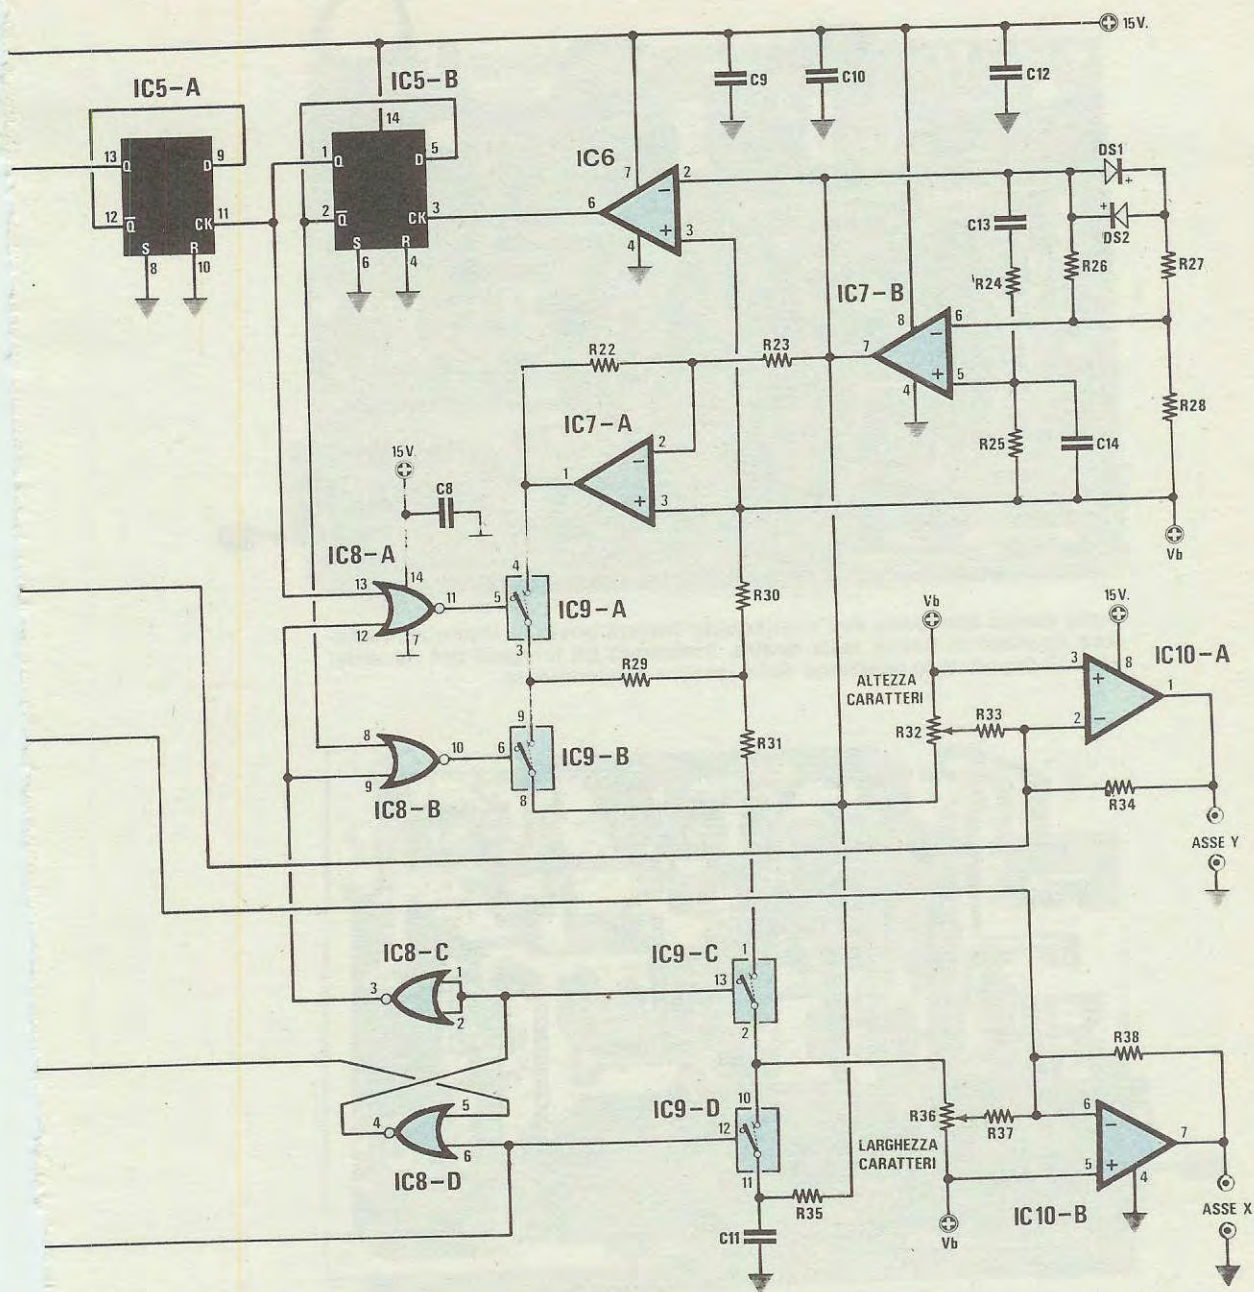 15V.
IC5-A
IC5-B
C9
C10
C12
14
13 Q D 9
1 Q D 5
12 Q CK 11
2 Q CK 3
S R
8 10
S R
6 4
IC6
7
2
6
−
+
3
4
DS1
+
+
DS2
C13
R24
R26
R27
IC7-B
8
6
7
−
+
5
4
R22
R23
R25
C14
R28
IC7-A
2
1
−
+
3
Vb
15V.
C8
IC8-A
14
13
11
12
7
4
5
IC9-A
3
R30
R29
R31
9
6
IC9-B
8
8
10
9
IC8-B
Vb
15V.
IC10-A
3
8
1
+
−
2
ALTEZZA
CARATTERI
R32
R33
R34
ASSE Y
IC8-C
3
1
2
IC9-C
1
13
2
4
5
6
IC8-D
IC9-D
10
12
11
R35
C11
R36
R37
R38
LARGHEZZA
CARATTERI
6
−
+
7
5
4
IC10-B
Vb
ASSE X